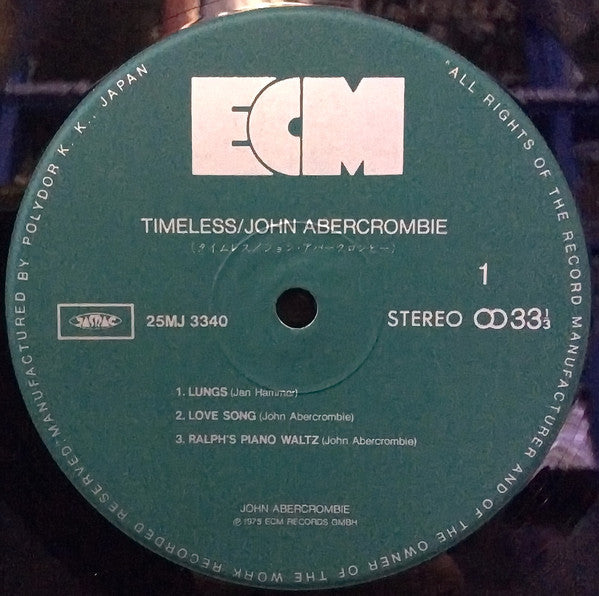 ECM
TIMELESS/JOHN ABERCROMBIE
(タイムレス/ジョン・アバークロンビー)
1
JASRAC
25MJ 3340
STEREO 33 1/3
1. LUNGS (Jan Hammer)
2. LOVE SONG (John Abercrombie)
3. RALPH'S PIANO WALTZ (John Abercrombie)
JOHN ABERCROMBIE
℗ 1975 ECM RECORDS GMBH
"ALL RIGHTS OF THE RECORD MANUFACTURER AND OF THE OWNER OF THE WORK RECORDED RESERVED" MANUFACTURED BY POLYDOR K. K., JAPAN